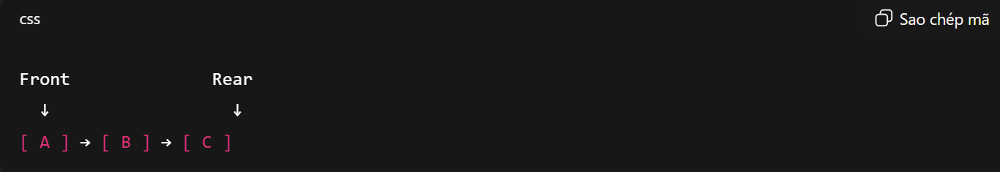 css
Sao chép mã
Front Rear
↓ ↓
[ A ] → [ B ] → [ C ]